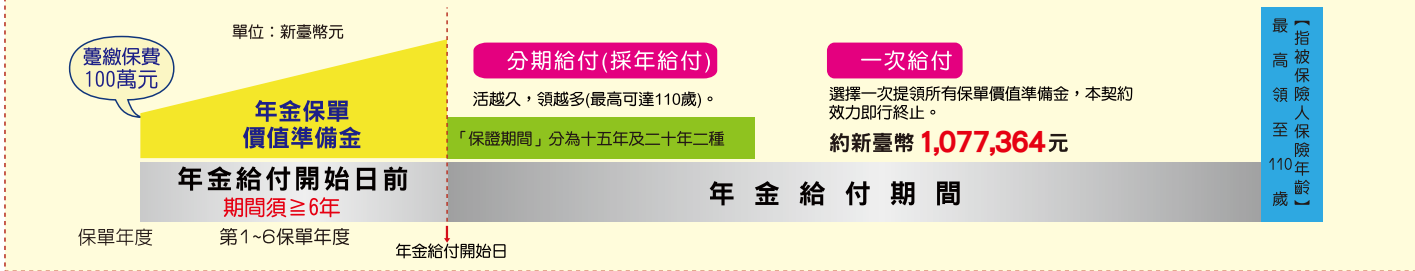 單位：新臺幣元
躉繳保費
100萬元
年金保單
價值準備金
分期給付(採年給付)
活越久，領越多(最高可達110歲)。
「保證期間」分為十五年及二十年二種
一次給付
選擇一次提領所有保單價值準備金，本契約
效力即行終止。
約新臺幣1,077,364元
最高領至110歲
【指被保險人保險年齡】
年金給付開始日前
期間須≧6年
年金給付期間
保單年度
第1~6保單年度
年金給付開始日